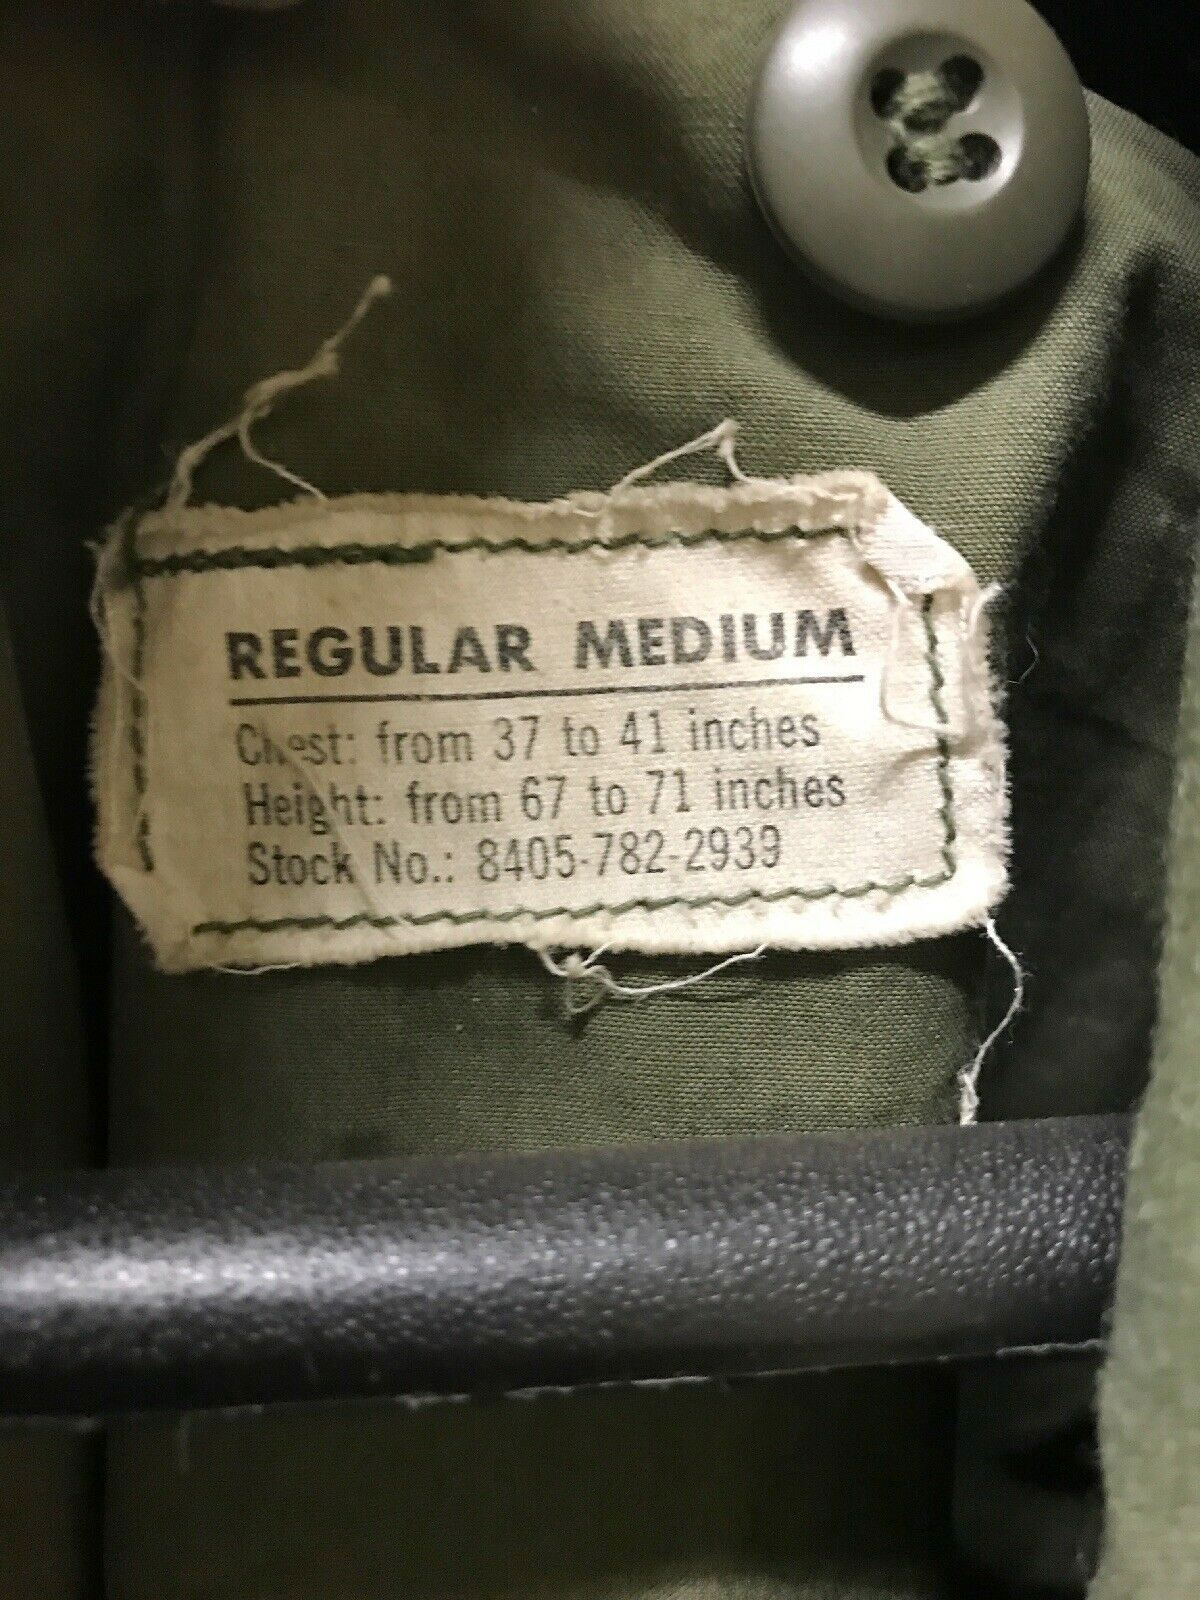 REGULAR MEDIUM
Chest: from 37 to 41 inches
Height: from 67 to 71 inches
Stock No.: 8405-782-2939